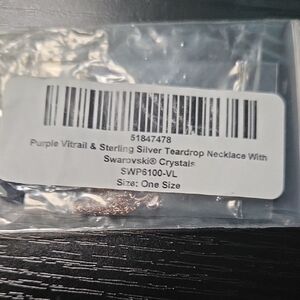 51847478
Purple Vitrail & Sterling Silver Teardrop Necklace With
Swarovski® Crystals
SWP6100-VL
Size: One Size